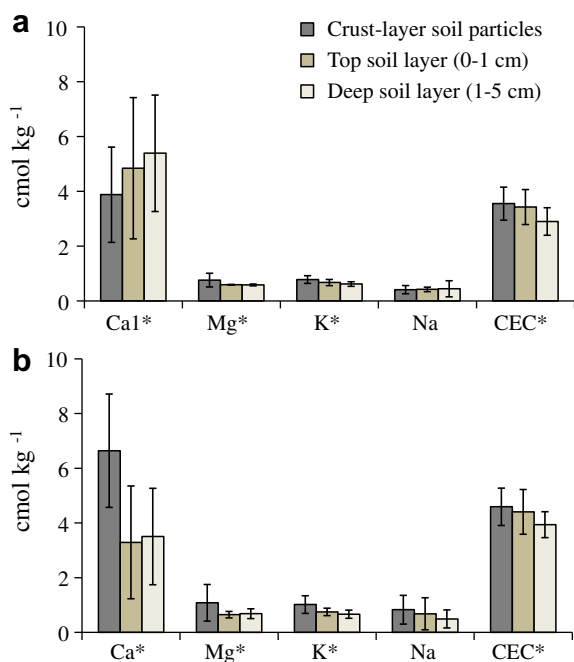 a
10
8
6
4
2
0
cmol kg -1
Crust-layer soil particles
Top soil layer (0-1 cm)
Deep soil layer (1-5 cm)
Ca1* Mg* K* Na CEC*
b
10
8
6
4
2
0
cmol kg -1
Ca* Mg* K* Na CEC*